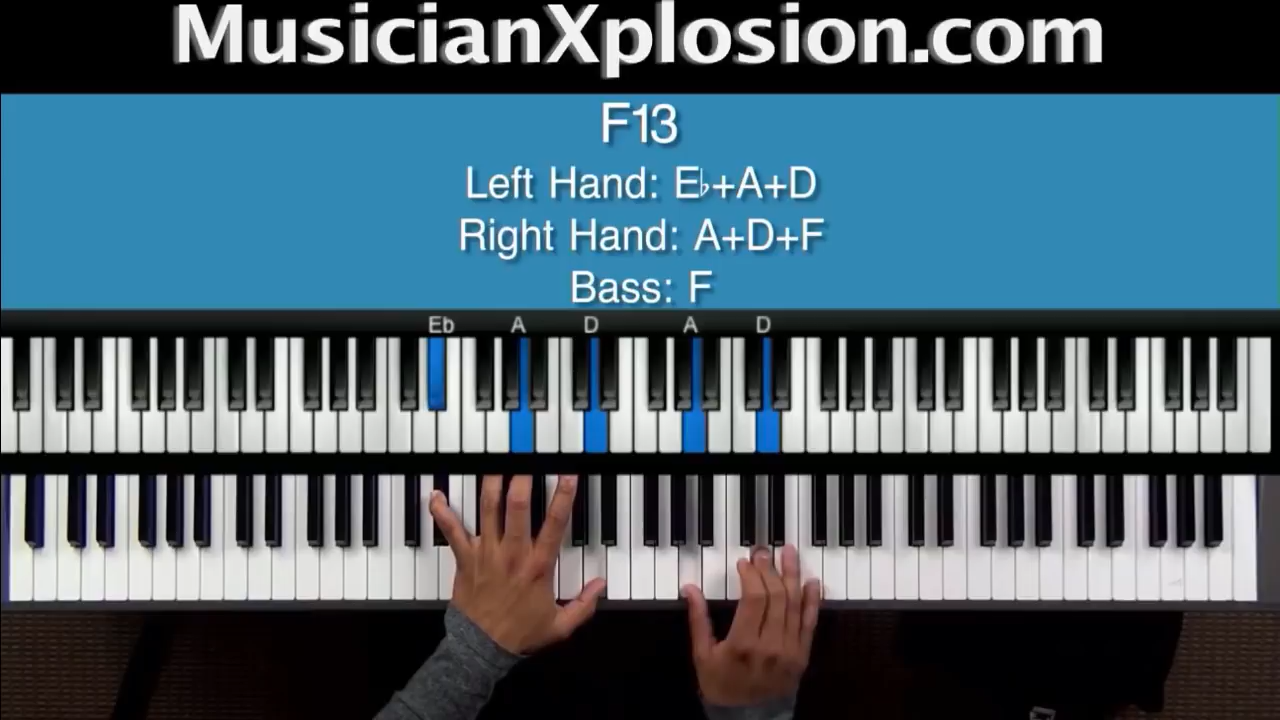 MusicianXplosion.com
F13
Left Hand: E♭+A+D
Right Hand: A+D+F
Bass: F
Eb A D A D